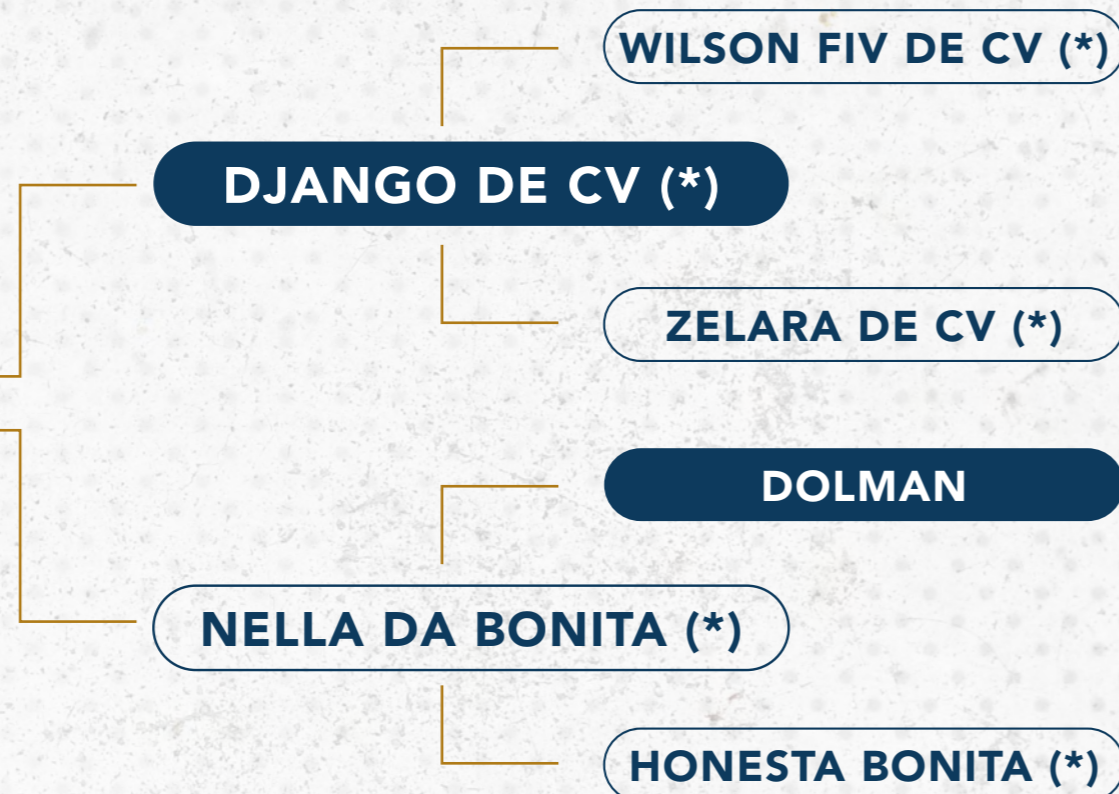 WILSON FIV DE CV (*)
DJANGO DE CV (*)
ZELARA DE CV (*)
DOLMAN
NELLA DA BONITA (*)
HONESTA BONITA (*)